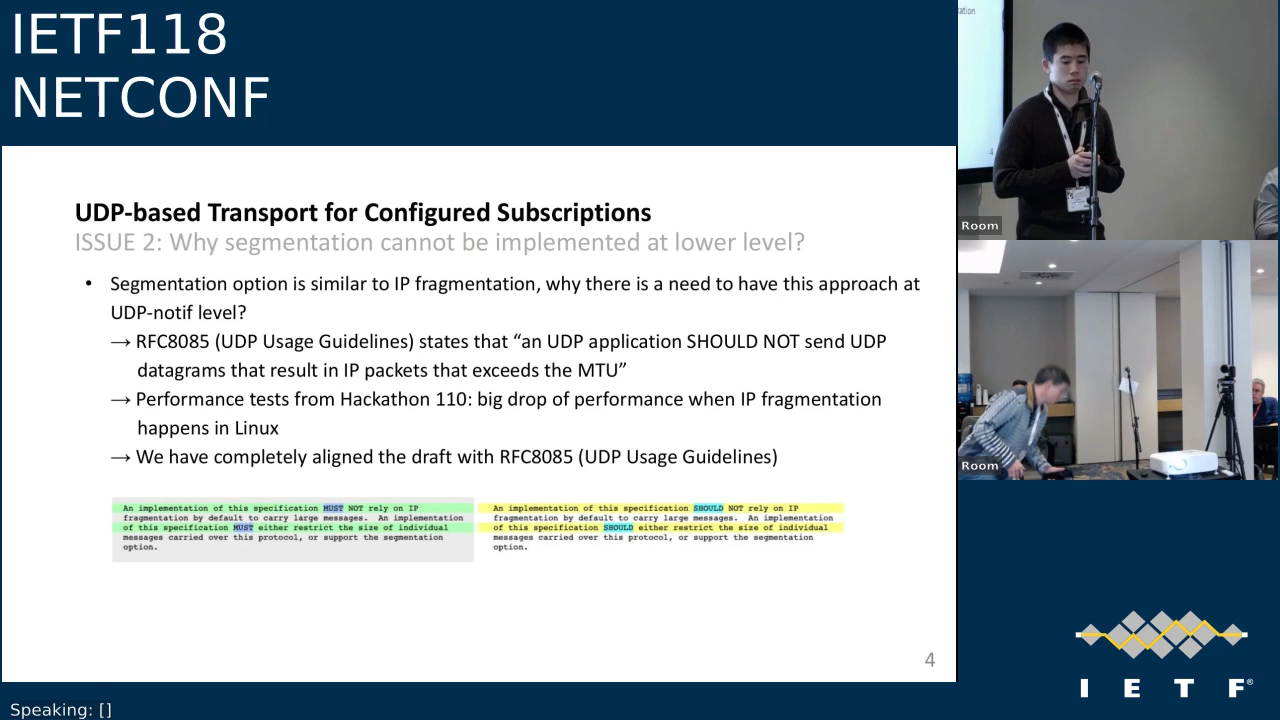 IETF118
NETCONF
UDP-based Transport for Configured Subscriptions
ISSUE 2: Why segmentation cannot be implemented at lower level?
• Segmentation option is similar to IP fragmentation, why there is a need to have this approach at
UDP-notif level?
→ RFC8085 (UDP Usage Guidelines) states that “an UDP application SHOULD NOT send UDP
datagrams that result in IP packets that exceeds the MTU”
→ Performance tests from Hackathon 110: big drop of performance when IP fragmentation
happens in Linux
→ We have completely aligned the draft with RFC8085 (UDP Usage Guidelines)
An implementation of this specification MUST NOT rely on IP
fragmentation by default to carry large messages. An implementation
of this specification MUST either restrict the size of individual
messages carried over this protocol, or support the segmentation
option.
An implementation of this specification SHOULD NOT rely on IP
fragmentation by default to carry large messages. An implementation
of this specification SHOULD either restrict the size of individual
messages carried over this protocol, or support the segmentation
option.
4
Room
Room
I E T F®
Speaking: []